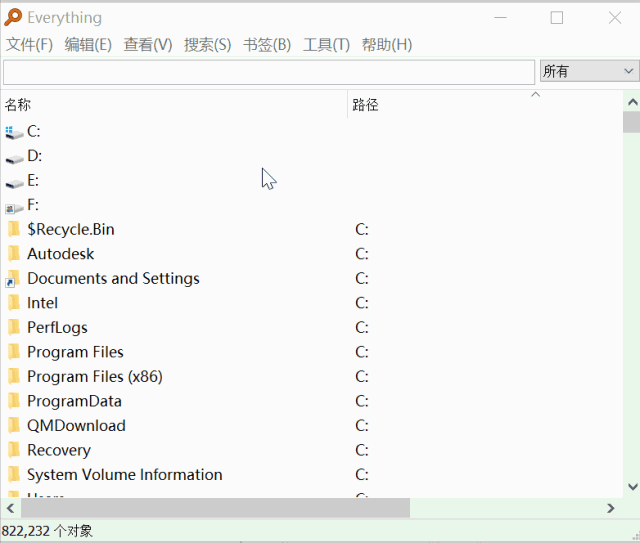 Everything
文件(F) 编辑(E) 查看(V) 搜索(S) 书签(B) 工具(T) 帮助(H)
所有
名称 路径
C:
D:
E:
F:
$Recycle.Bin C:
Autodesk C:
Documents and Settings C:
Intel C:
PerfLogs C:
Program Files C:
Program Files (x86) C:
ProgramData C:
QMDownload C:
Recovery C:
System Volume Information C:
Users C:
822,232 个对象